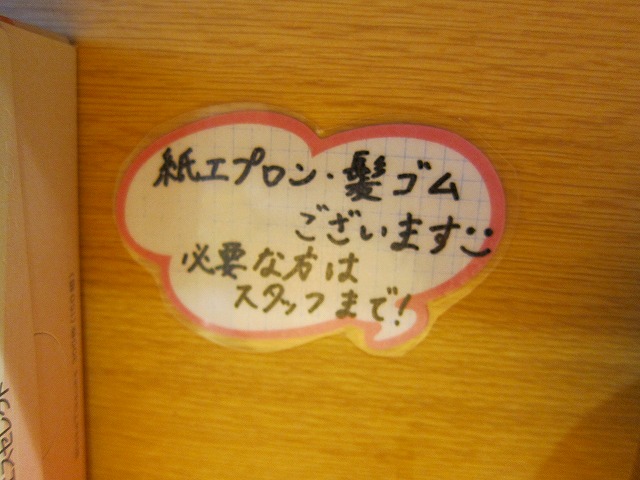 紙エプロン・髪ゴム
ございます
必要な方は
スタッフまで!